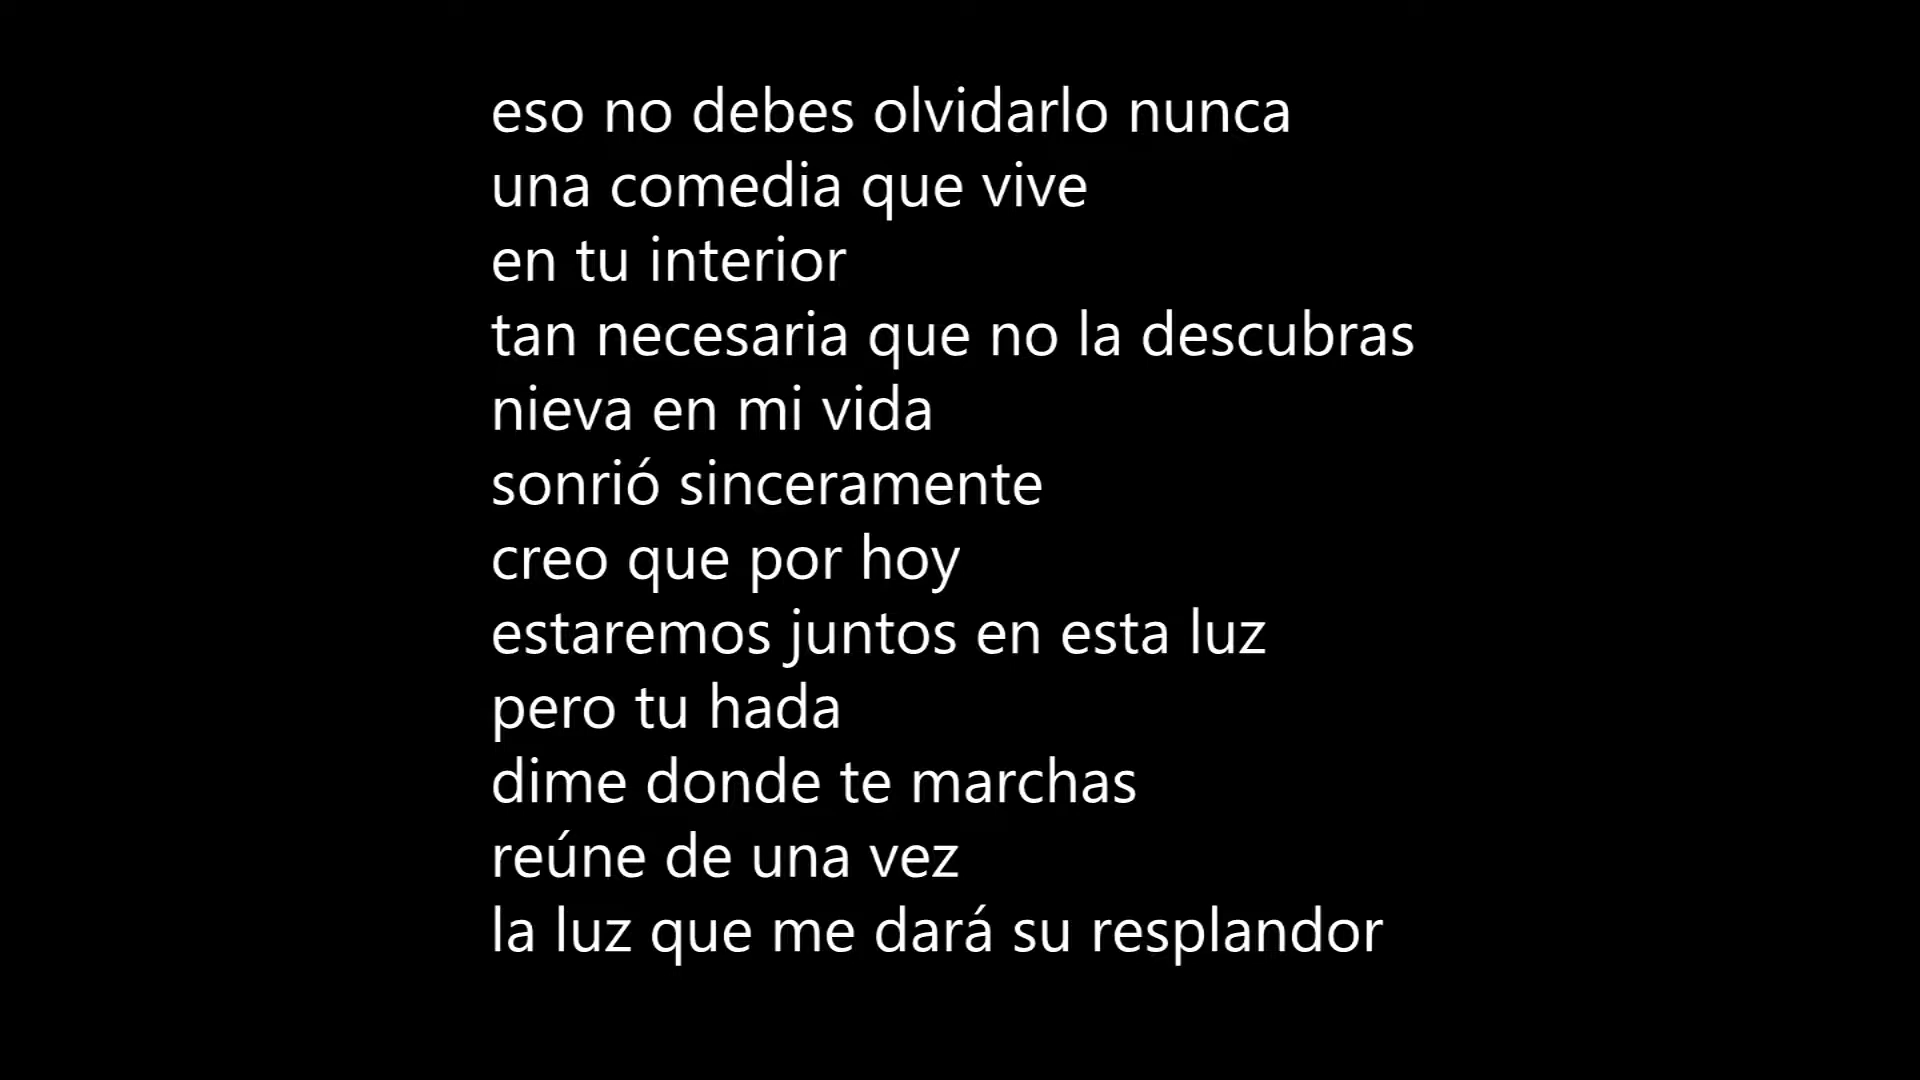 eso no debes olvidarlo nunca
una comedia que vive
en tu interior
tan necesaria que no la descubras
nieva en mi vida
sonrió sinceramente
creo que por hoy
estaremos juntos en esta luz
pero tu hada
dime donde te marchas
reúne de una vez
la luz que me dará su resplandor